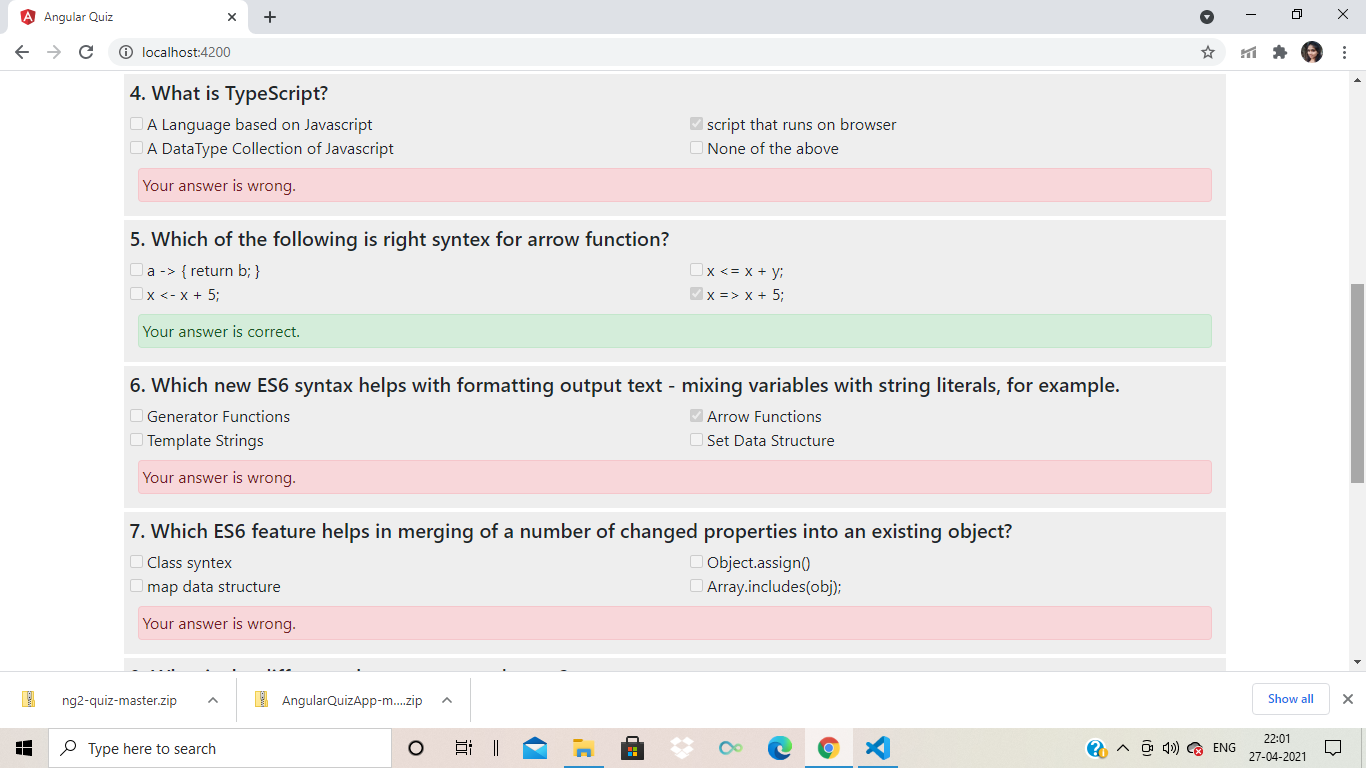 Angular Quiz
localhost:4200
4. What is TypeScript?
A Language based on Javascript
script that runs on browser
A DataType Collection of Javascript
None of the above
Your answer is wrong.
5. Which of the following is right syntex for arrow function?
a -> { return b; }
x <= x + y;
x <- x + 5;
x => x + 5;
Your answer is correct.
6. Which new ES6 syntax helps with formatting output text - mixing variables with string literals, for example.
Generator Functions
Arrow Functions
Template Strings
Set Data Structure
Your answer is wrong.
7. Which ES6 feature helps in merging of a number of changed properties into an existing object?
Class syntex
Object.assign()
map data structure
Array.includes(obj);
Your answer is wrong.
ng2-quiz-master.zip
AngularQuizApp-m....zip
Show all
Type here to search
ENG
22:01
27-04-2021